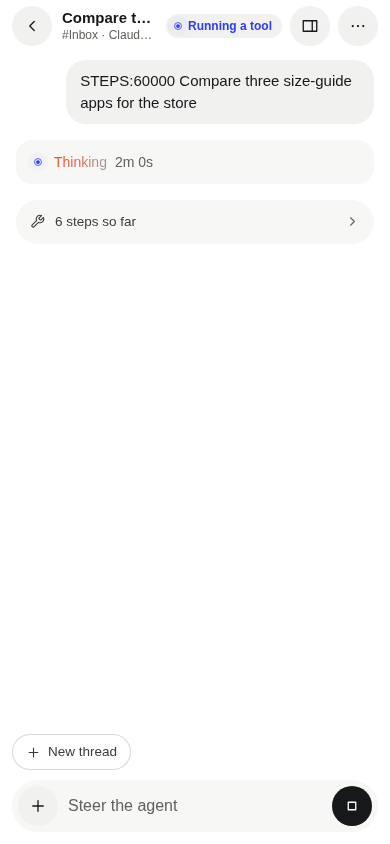 Compare t…
#Inbox · Claud…
Running a tool
STEPS:60000 Compare three size-guide
apps for the store
Thinking 2m 0s
6 steps so far
New thread
Steer the agent